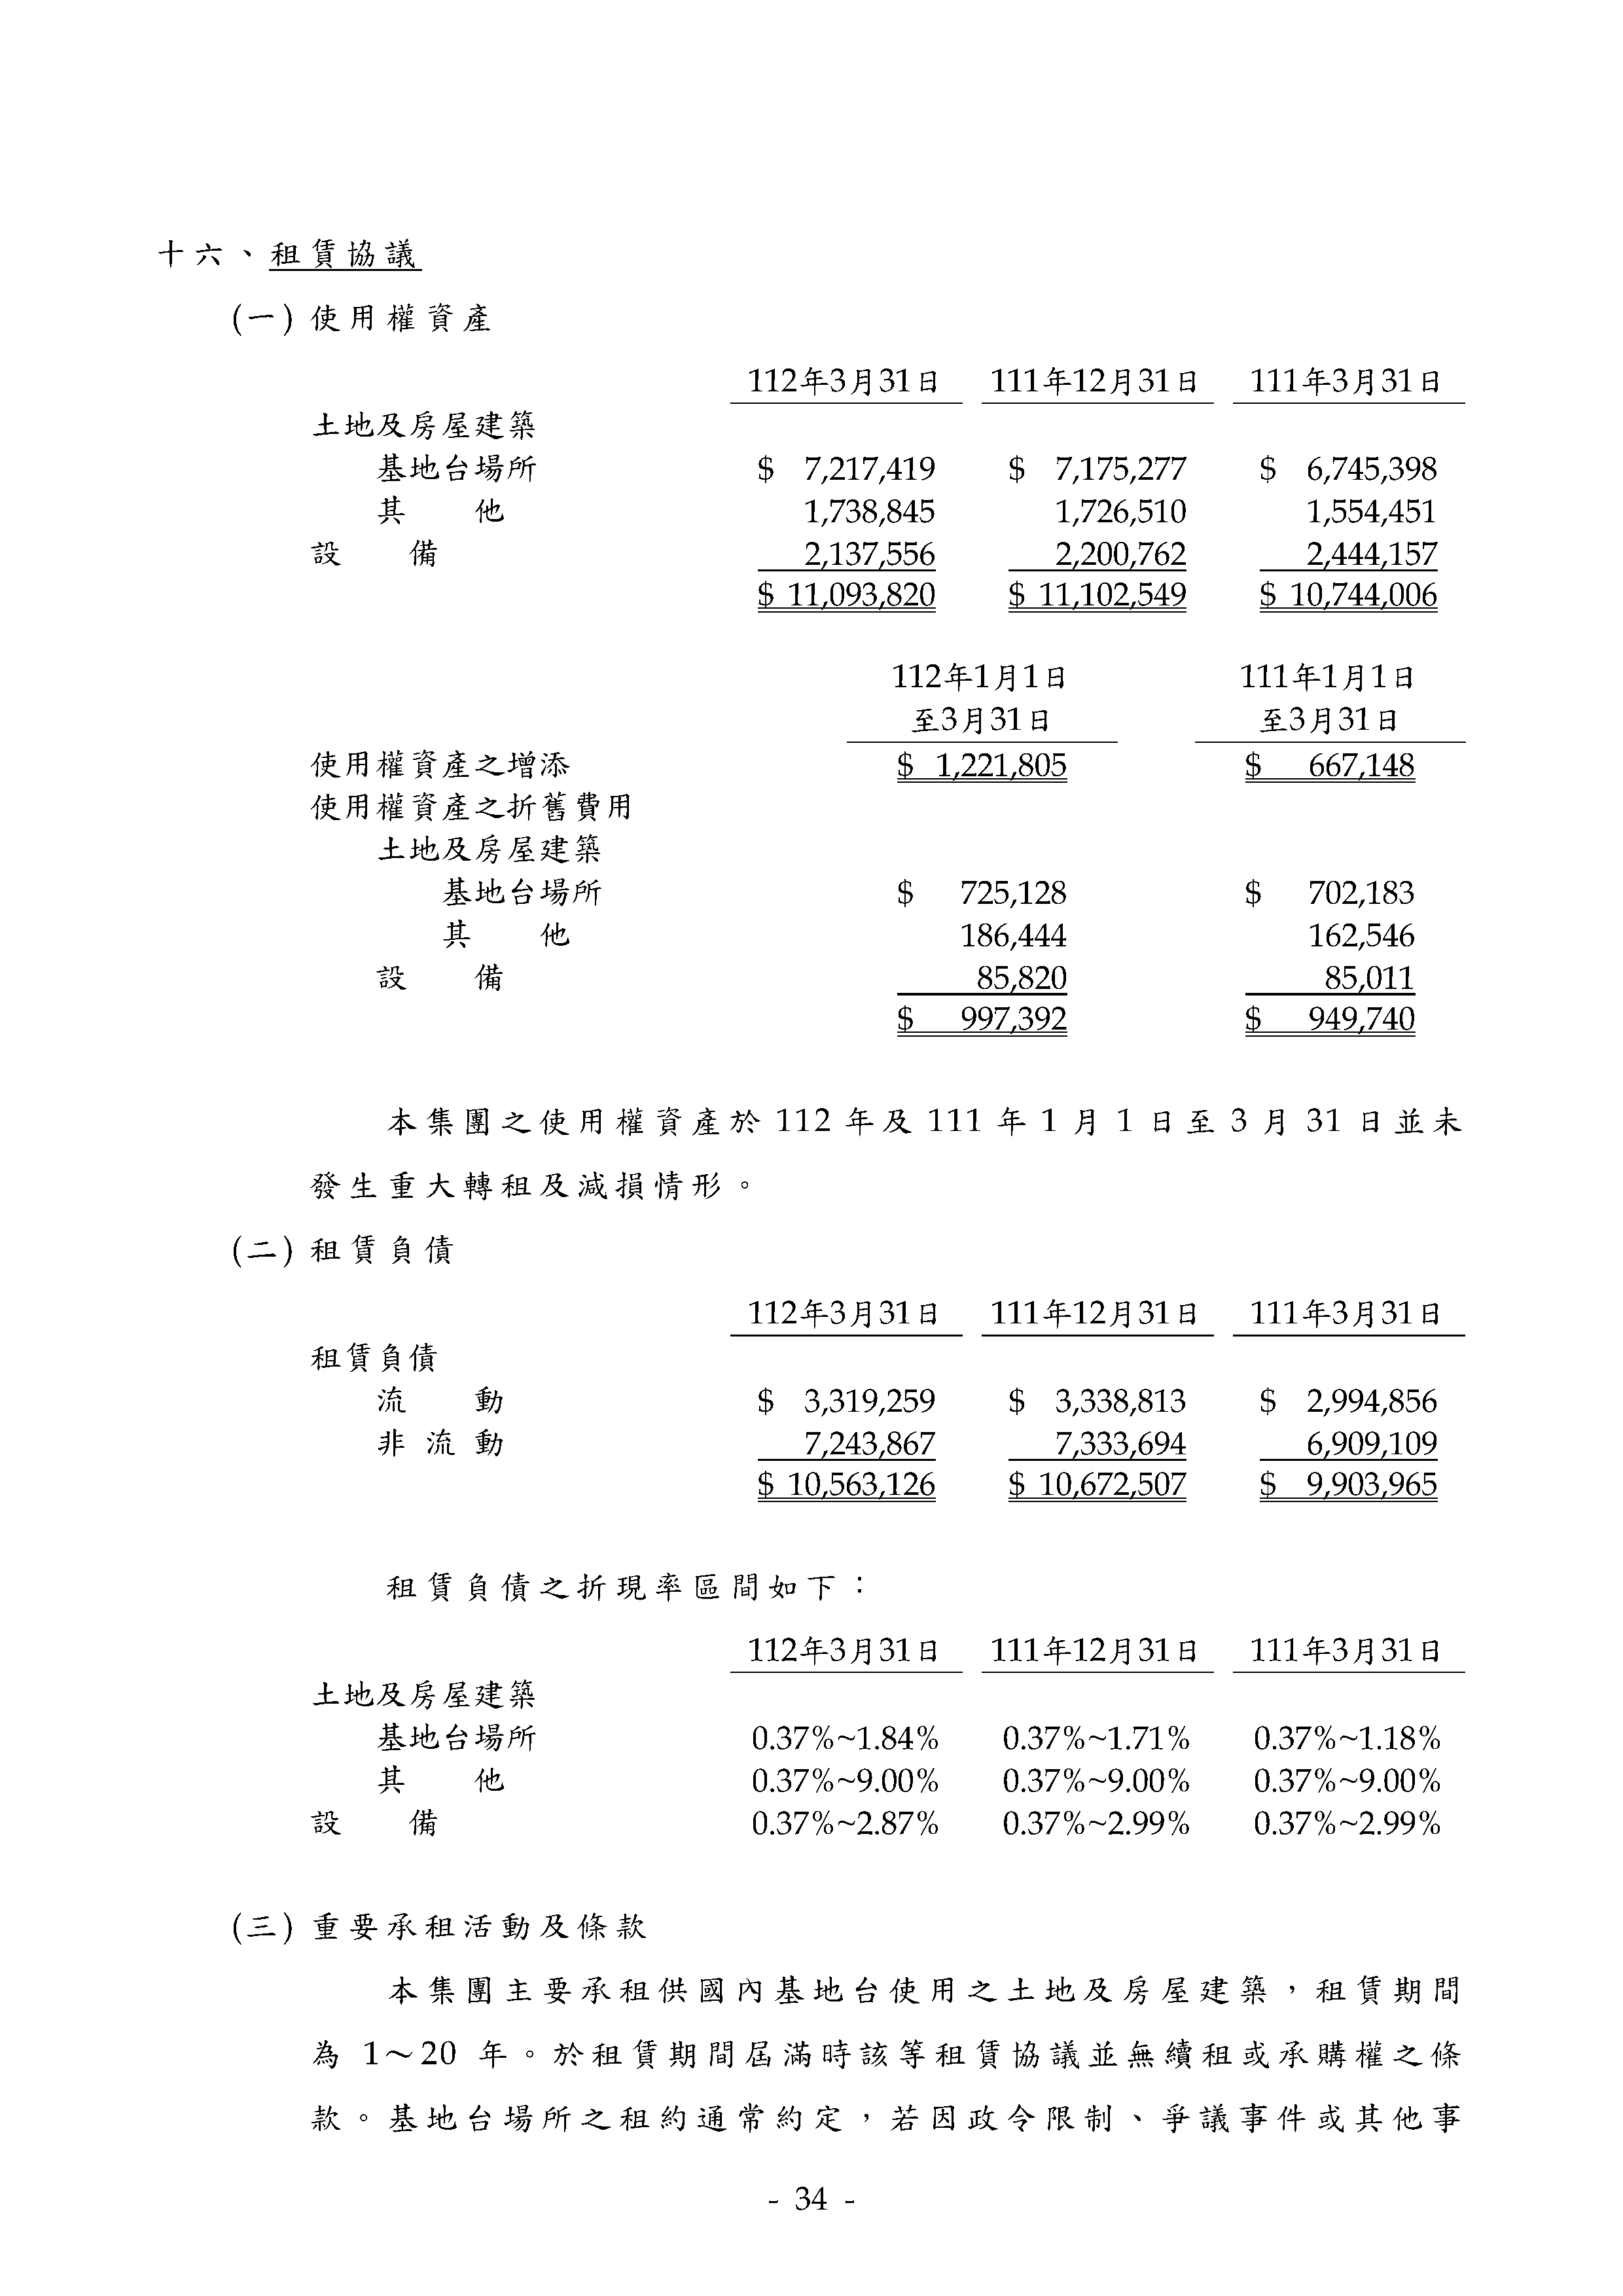 十六、租賃協議
(一) 使用權資產
112年3月31日 111年12月31日 111年3月31日
土地及房屋建築
基地台場所 $ 7,217,419 $ 7,175,277 $ 6,745,398
其 他 1,738,845 1,726,510 1,554,451
設 備 2,137,556 2,200,762 2,444,157
$ 11,093,820 $ 11,102,549 $ 10,744,006
112年1月1日 111年1月1日
至3月31日 至3月31日
使用權資產之增添 $ 1,221,805 $ 667,148
使用權資產之折舊費用
土地及房屋建築
基地台場所 $ 725,128 $ 702,183
其 他 186,444 162,546
設 備 85,820 85,011
$ 997,392 $ 949,740
本集團之使用權資產於 112 年及 111 年 1 月 1 日至 3 月 31 日並未
發生重大轉租及減損情形。
(二) 租賃負債
112年3月31日 111年12月31日 111年3月31日
租賃負債
流 動 $ 3,319,259 $ 3,338,813 $ 2,994,856
非 流 動 7,243,867 7,333,694 6,909,109
$ 10,563,126 $ 10,672,507 $ 9,903,965
租賃負債之折現率區間如下：
112年3月31日 111年12月31日 111年3月31日
土地及房屋建築
基地台場所 0.37%~1.84% 0.37%~1.71% 0.37%~1.18%
其 他 0.37%~9.00% 0.37%~9.00% 0.37%~9.00%
設 備 0.37%~2.87% 0.37%~2.99% 0.37%~2.99%
(三) 重要承租活動及條款
本集團主要承租供國內基地台使用之土地及房屋建築，租賃期間
為 1～20 年。於租賃期間屆滿時該等租賃協議並無續租或承購權之條
款。基地台場所之租約通常約定，若因政令限制、爭議事件或其他事
- 34 -